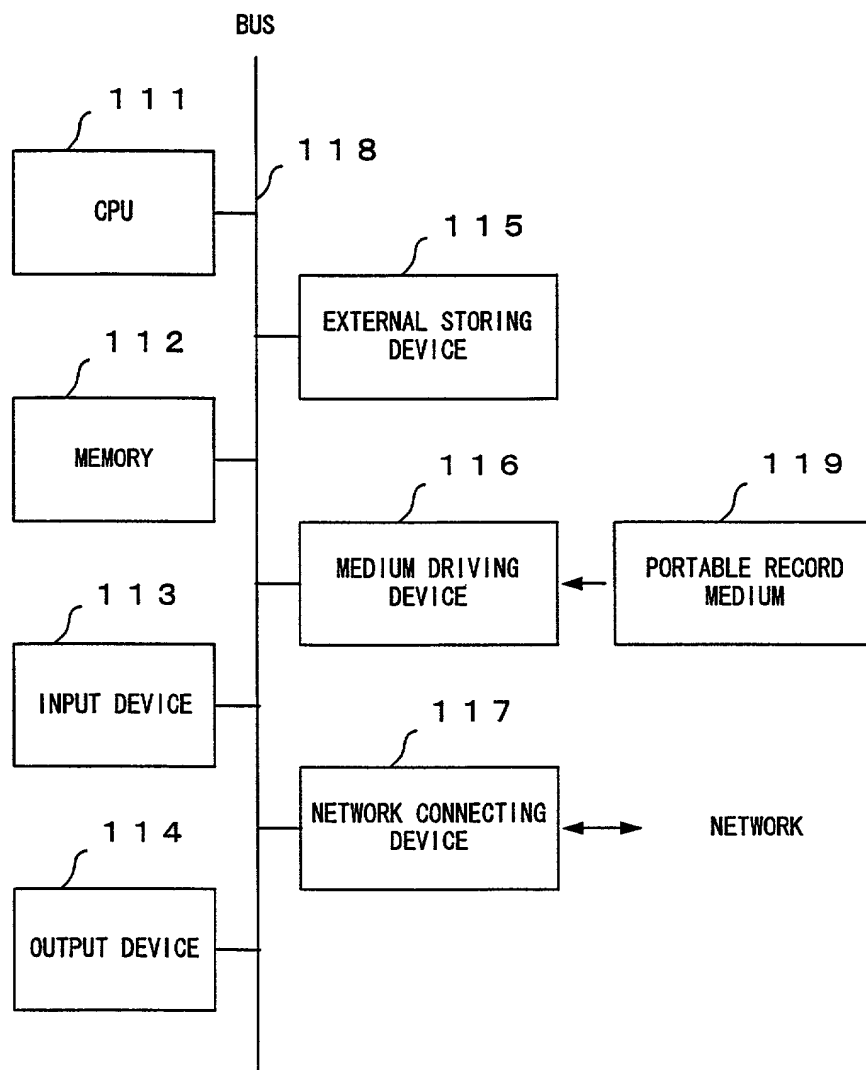 BUS
111
118
CPU
115
EXTERNAL STORING
DEVICE
112
MEMORY
116
119
MEDIUM DRIVING
DEVICE
PORTABLE RECORD
MEDIUM
113
INPUT DEVICE
117
NETWORK CONNECTING
DEVICE
NETWORK
114
OUTPUT DEVICE